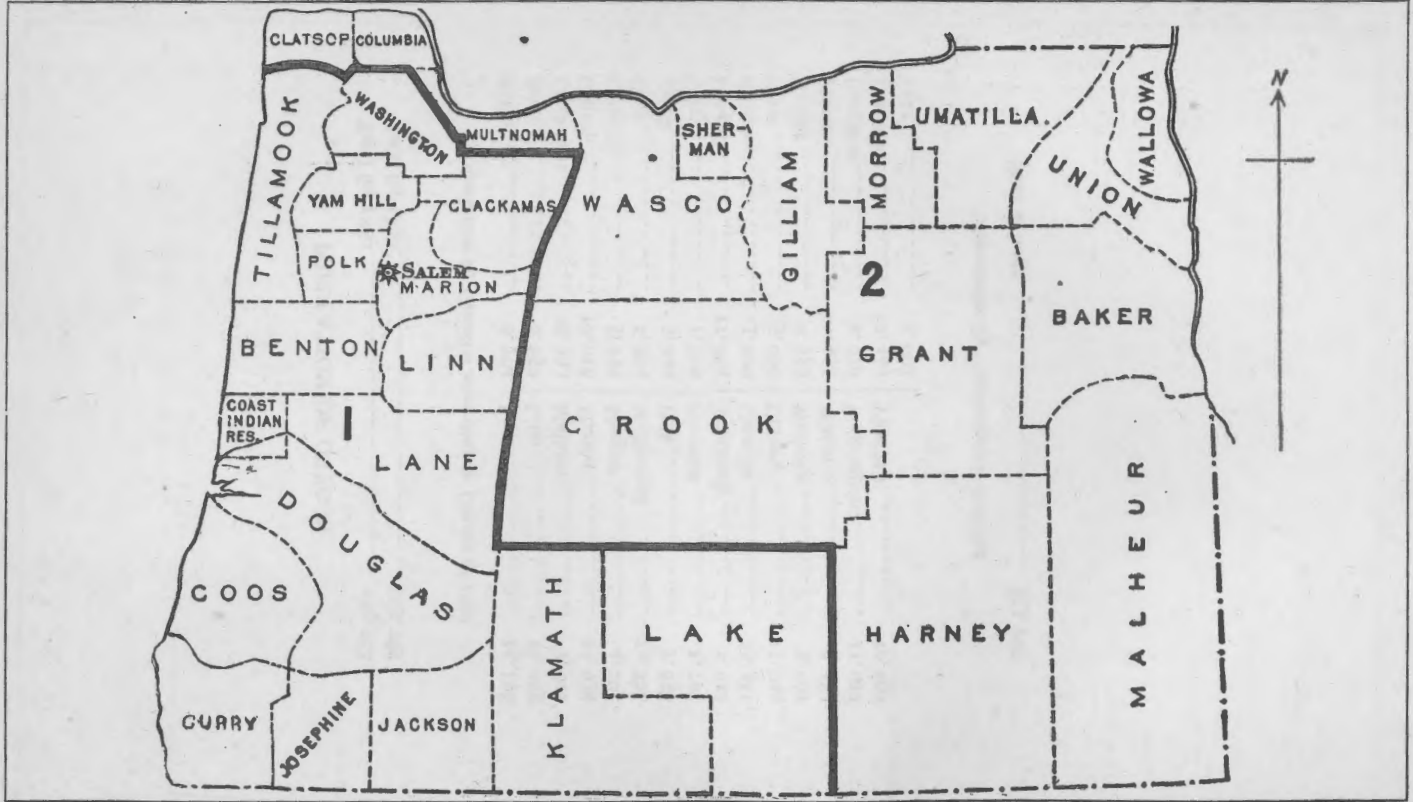 CLATSOP
COLUMBIA
N
TILLAMOOK
WASHINGTON
MULTNOMAH
SHER-
MAN
MORROW
UMATILLA
WALLOWA
UNION
YAM HILL
CLACKAMAS
WASCO
GILLIAM
POLK
SALEM
MARION
2
BAKER
BENTON
LINN
GRANT
COAST
INDIAN
RES.
1
LANE
CROOK
DOUGLAS
MALHEUR
COOS
KLAMATH
LAKE
HARNEY
CURRY
JOSEPHINE
JACKSON